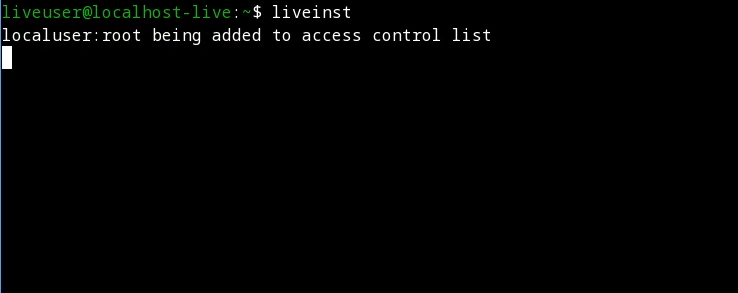 liveuser@localhost-live:~$ liveinst
localuser:root being added to access control list